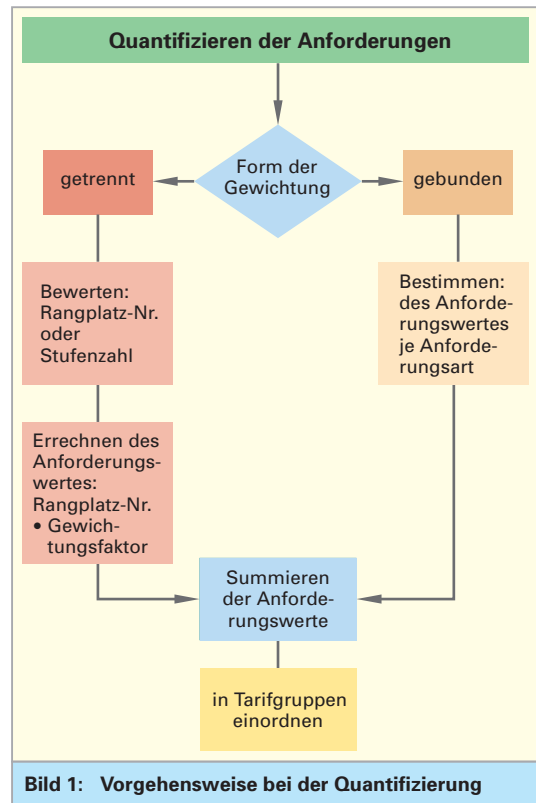 Quantifizieren der Anforderungen
Form der
Gewichtung
getrennt
gebunden
Bewerten:
Rangplatz-Nr.
oder
Stufenzahl
Bestimmen:
des Anforde-
rungswertes
je Anforde-
rungsart
Errechnen des
Anforderungs-
wertes:
Rangplatz-Nr.
• Gewich-
tungsfaktor
Summieren
der Anforde-
rungswerte
in Tarifgruppen
einordnen
Bild 1: Vorgehensweise bei der Quantifizierung